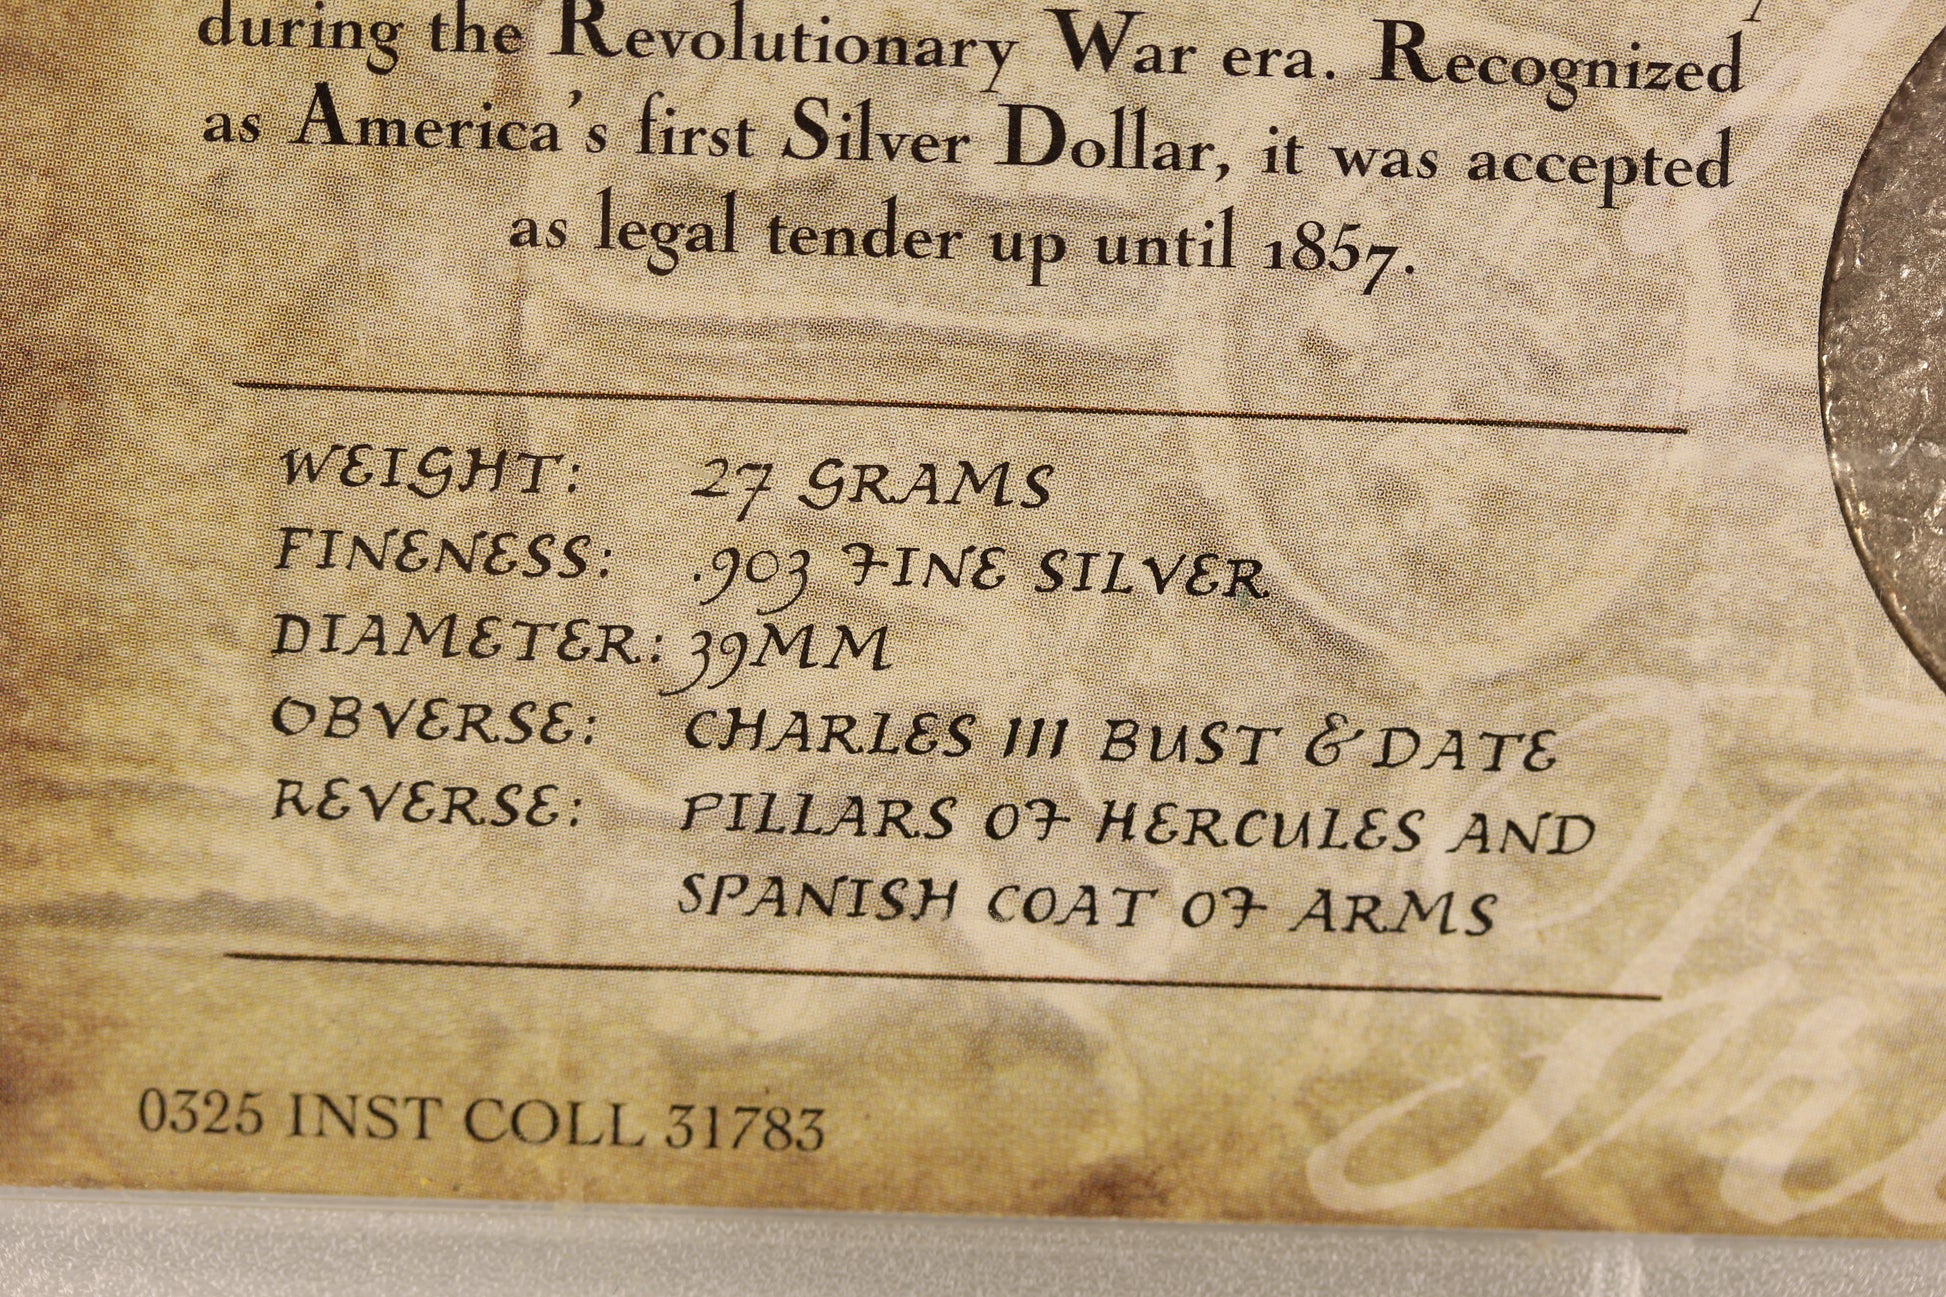 during the Revolutionary War era. Recognized
as America's first Silver Dollar, it was accepted
as legal tender up until 1857.
WEIGHT: 27 GRAMS
FINENESS: .903 FINE SILVER
DIAMETER: 39MM
OBVERSE: CHARLES III BUST & DATE
REVERSE: PILLARS OF HERCULES AND
SPANISH COAT OF ARMS
0325 INST COLL 31783